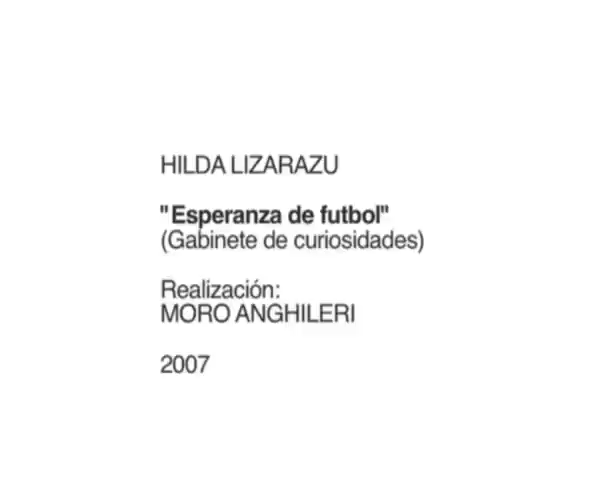 HILDA LIZARAZU
"Esperanza de futbol"
(Gabinete de curiosidades)
Realización:
MORO ANGHILERI
2007